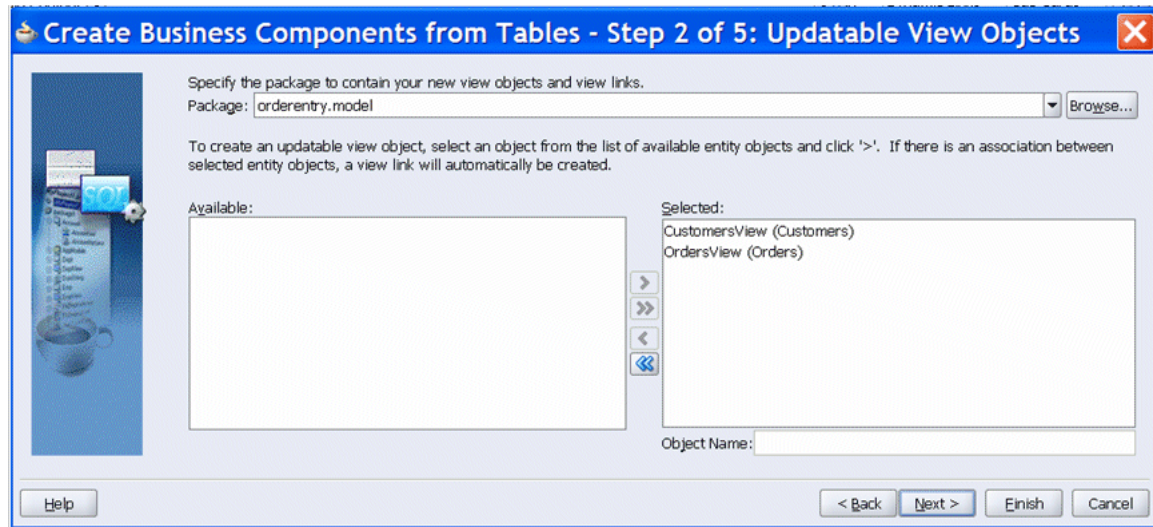 Create Business Components from Tables - Step 2 of 5: Updatable View Objects
Specify the package to contain your new view objects and view links.
Package: orderentry.model Browse...
To create an updatable view object, select an object from the list of available entity objects and click '>'. If there is an association between
selected entity objects, a view link will automatically be created.
Available: Selected:
CustomersView (Customers)
OrdersView (Orders)
SQL
Object Name:
Help < Back Next > Finish Cancel